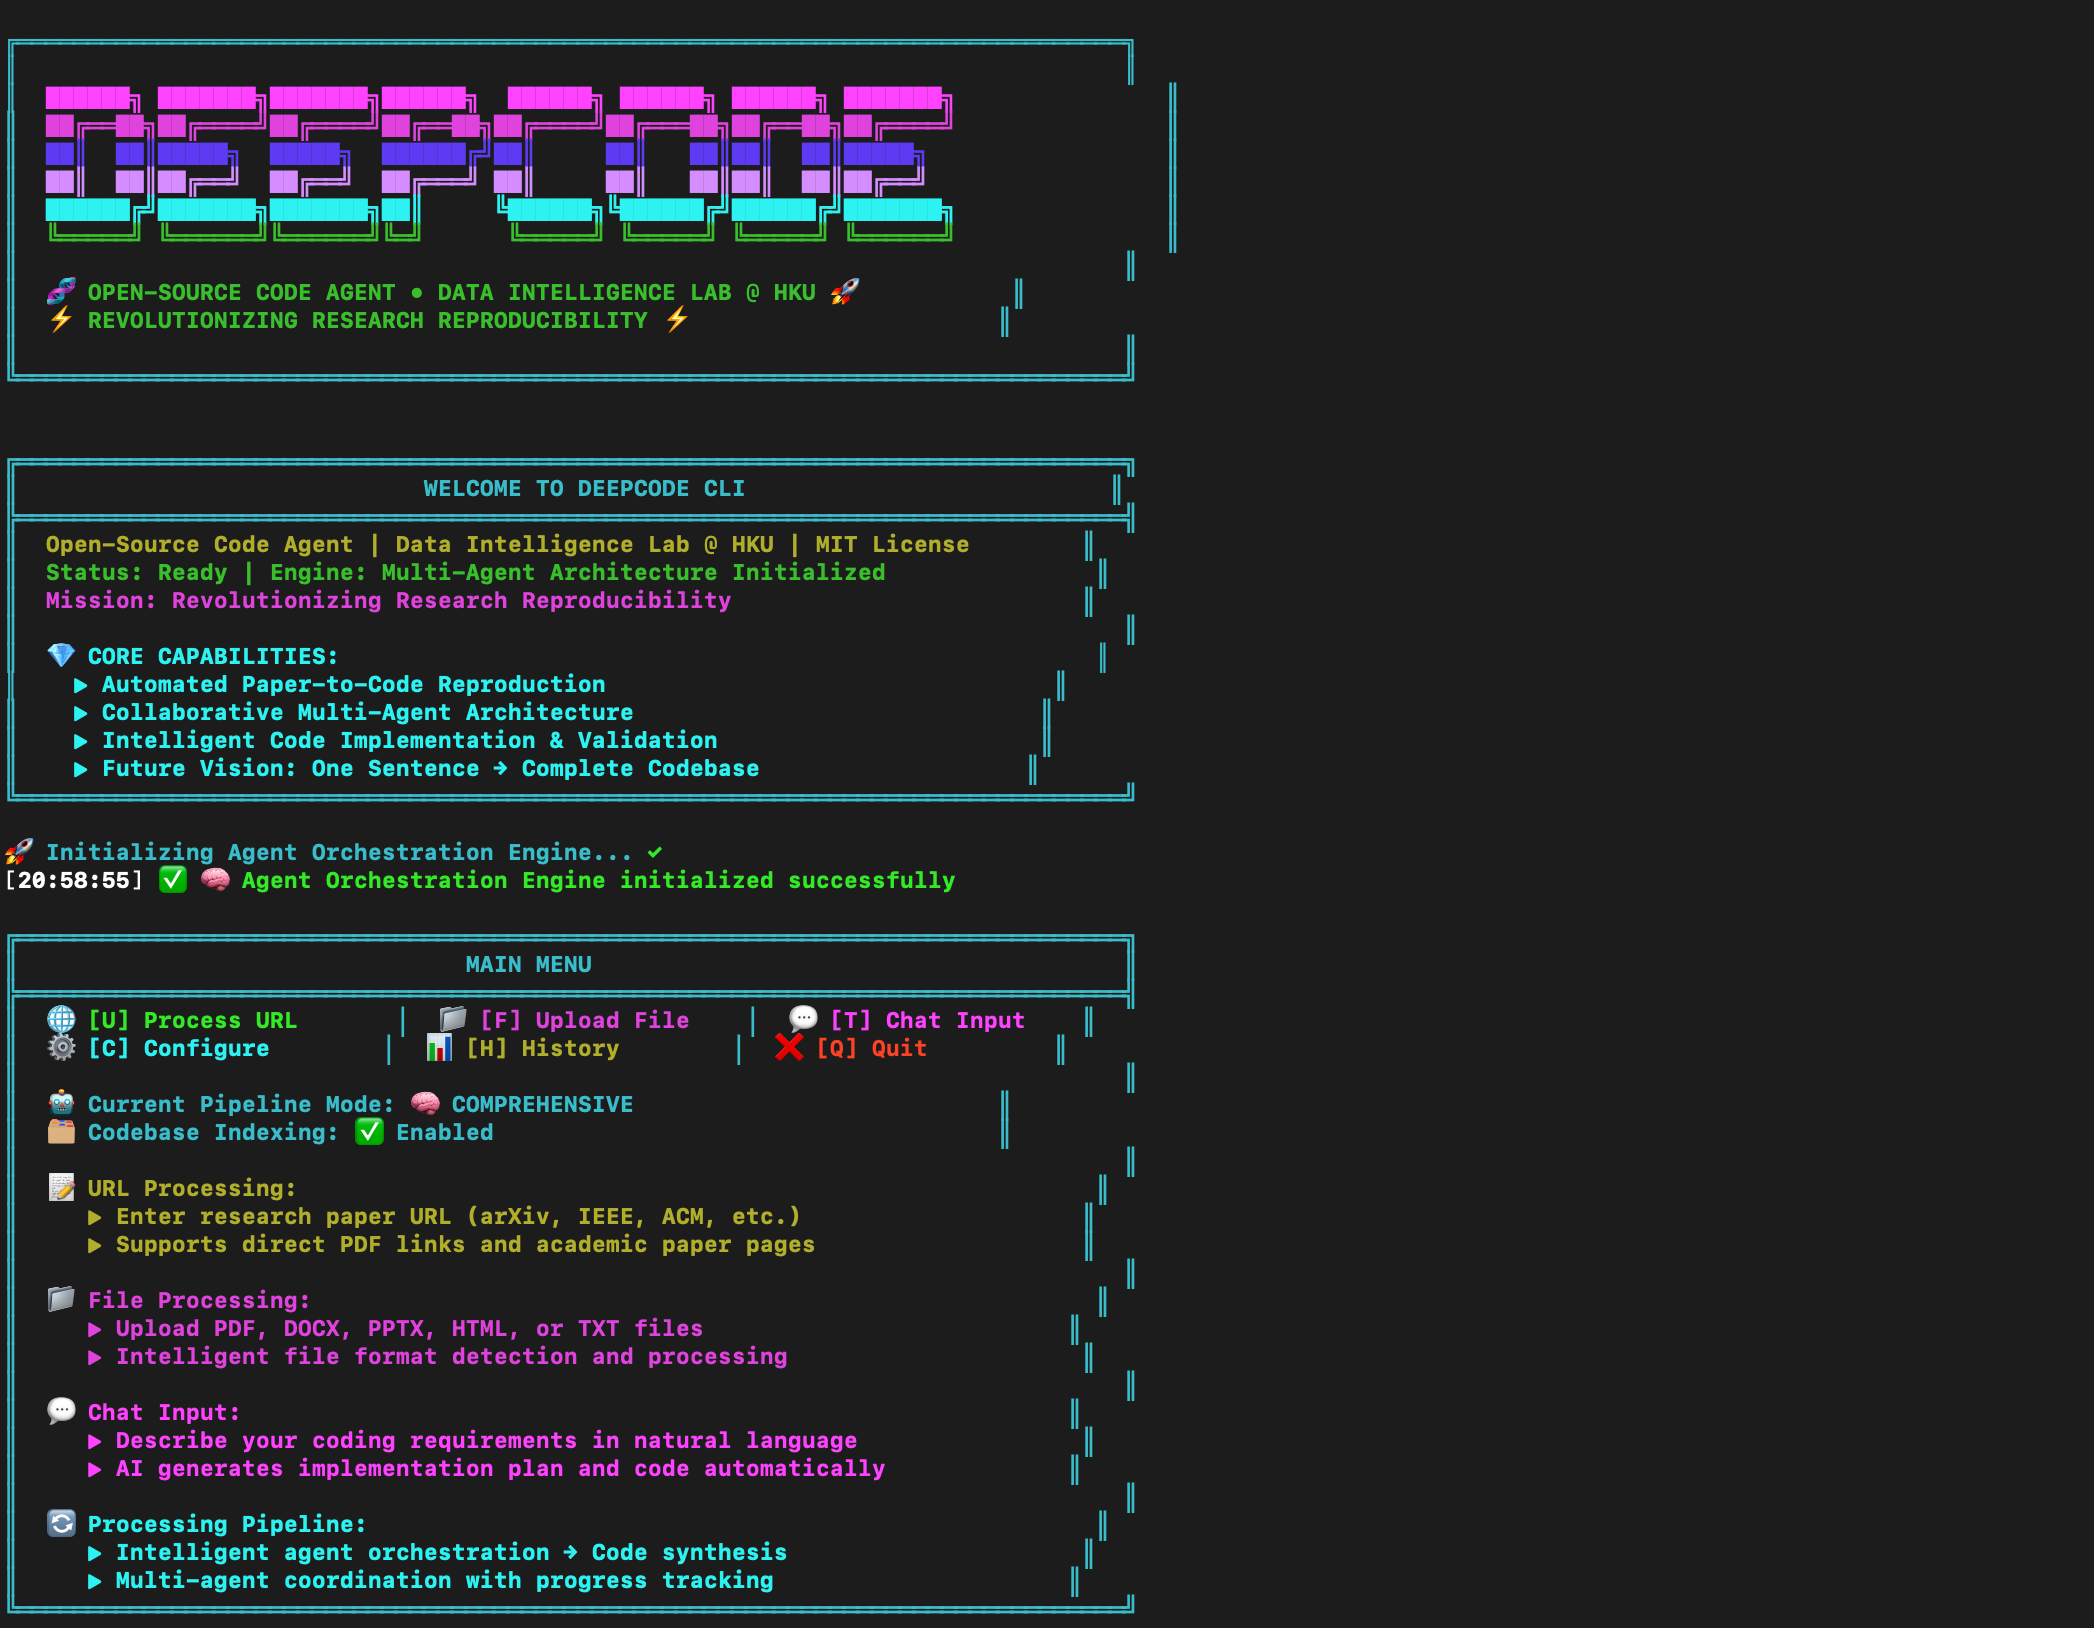 DEEPCODE
🧬 OPEN-SOURCE CODE AGENT • DATA INTELLIGENCE LAB @ HKU 🚀
⚡ REVOLUTIONIZING RESEARCH REPRODUCIBILITY ⚡
WELCOME TO DEEPCODE CLI
Open-Source Code Agent | Data Intelligence Lab @ HKU | MIT License
Status: Ready | Engine: Multi-Agent Architecture Initialized
Mission: Revolutionizing Research Reproducibility
💎 CORE CAPABILITIES:
▶ Automated Paper-to-Code Reproduction
▶ Collaborative Multi-Agent Architecture
▶ Intelligent Code Implementation & Validation
▶ Future Vision: One Sentence → Complete Codebase
🚀 Initializing Agent Orchestration Engine... ✓
[20:58:55] ✅ 🧠 Agent Orchestration Engine initialized successfully
MAIN MENU
🌐 [U] Process URL | 📁 [F] Upload File | 💬 [T] Chat Input
⚙️ [C] Configure | 📊 [H] History | ❌ [Q] Quit
🤖 Current Pipeline Mode: 🧠 COMPREHENSIVE
🗂️ Codebase Indexing: ✅ Enabled
📝 URL Processing:
▶ Enter research paper URL (arXiv, IEEE, ACM, etc.)
▶ Supports direct PDF links and academic paper pages
📁 File Processing:
▶ Upload PDF, DOCX, PPTX, HTML, or TXT files
▶ Intelligent file format detection and processing
💬 Chat Input:
▶ Describe your coding requirements in natural language
▶ AI generates implementation plan and code automatically
🔄 Processing Pipeline:
▶ Intelligent agent orchestration → Code synthesis
▶ Multi-agent coordination with progress tracking